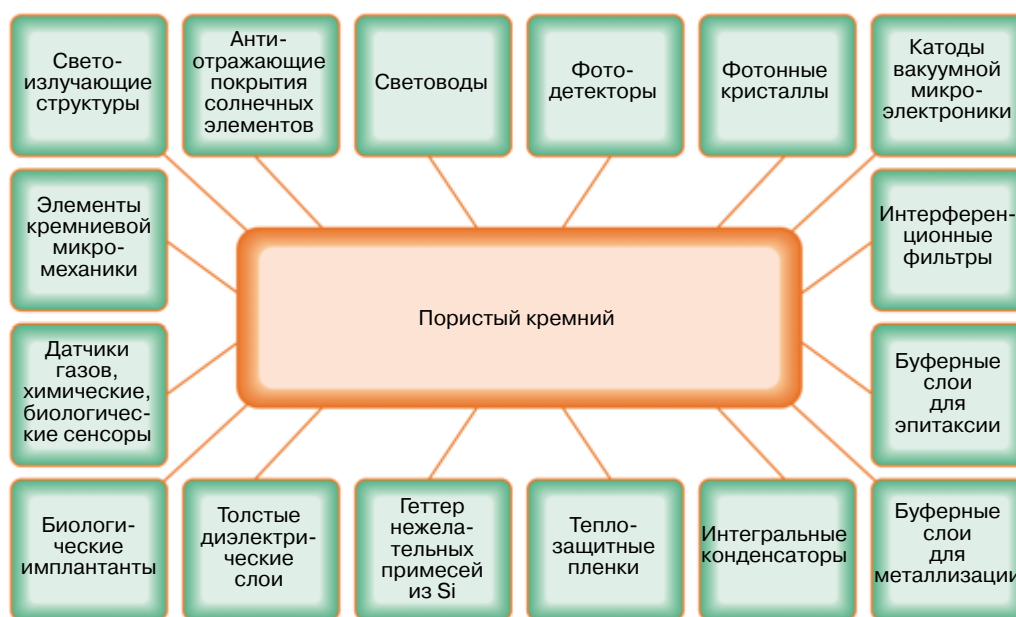 Свето-
излучающие
структуры
Анти-
отражающие
покрытия
солнечных
элементов
Световоды
Фото-
детекторы
Фотонные
кристаллы
Катоды
вакуумной
микро-
электроники
Элементы
кремниевой
микро-
механики
Интерферен-
ционные
фильтры
Пористый кремний
Датчики
газов,
химические,
биологичес-
кие сенсоры
Буферные
слои
для
эпитаксии
Биологи-
ческие
имплантанты
Толстые
диэлектри-
ческие
слои
Геттер
нежела-
тельных
примесей
из Si
Тепло-
защитные
пленки
Интегральные
конденсаторы
Буферные
слои
для
металлизации